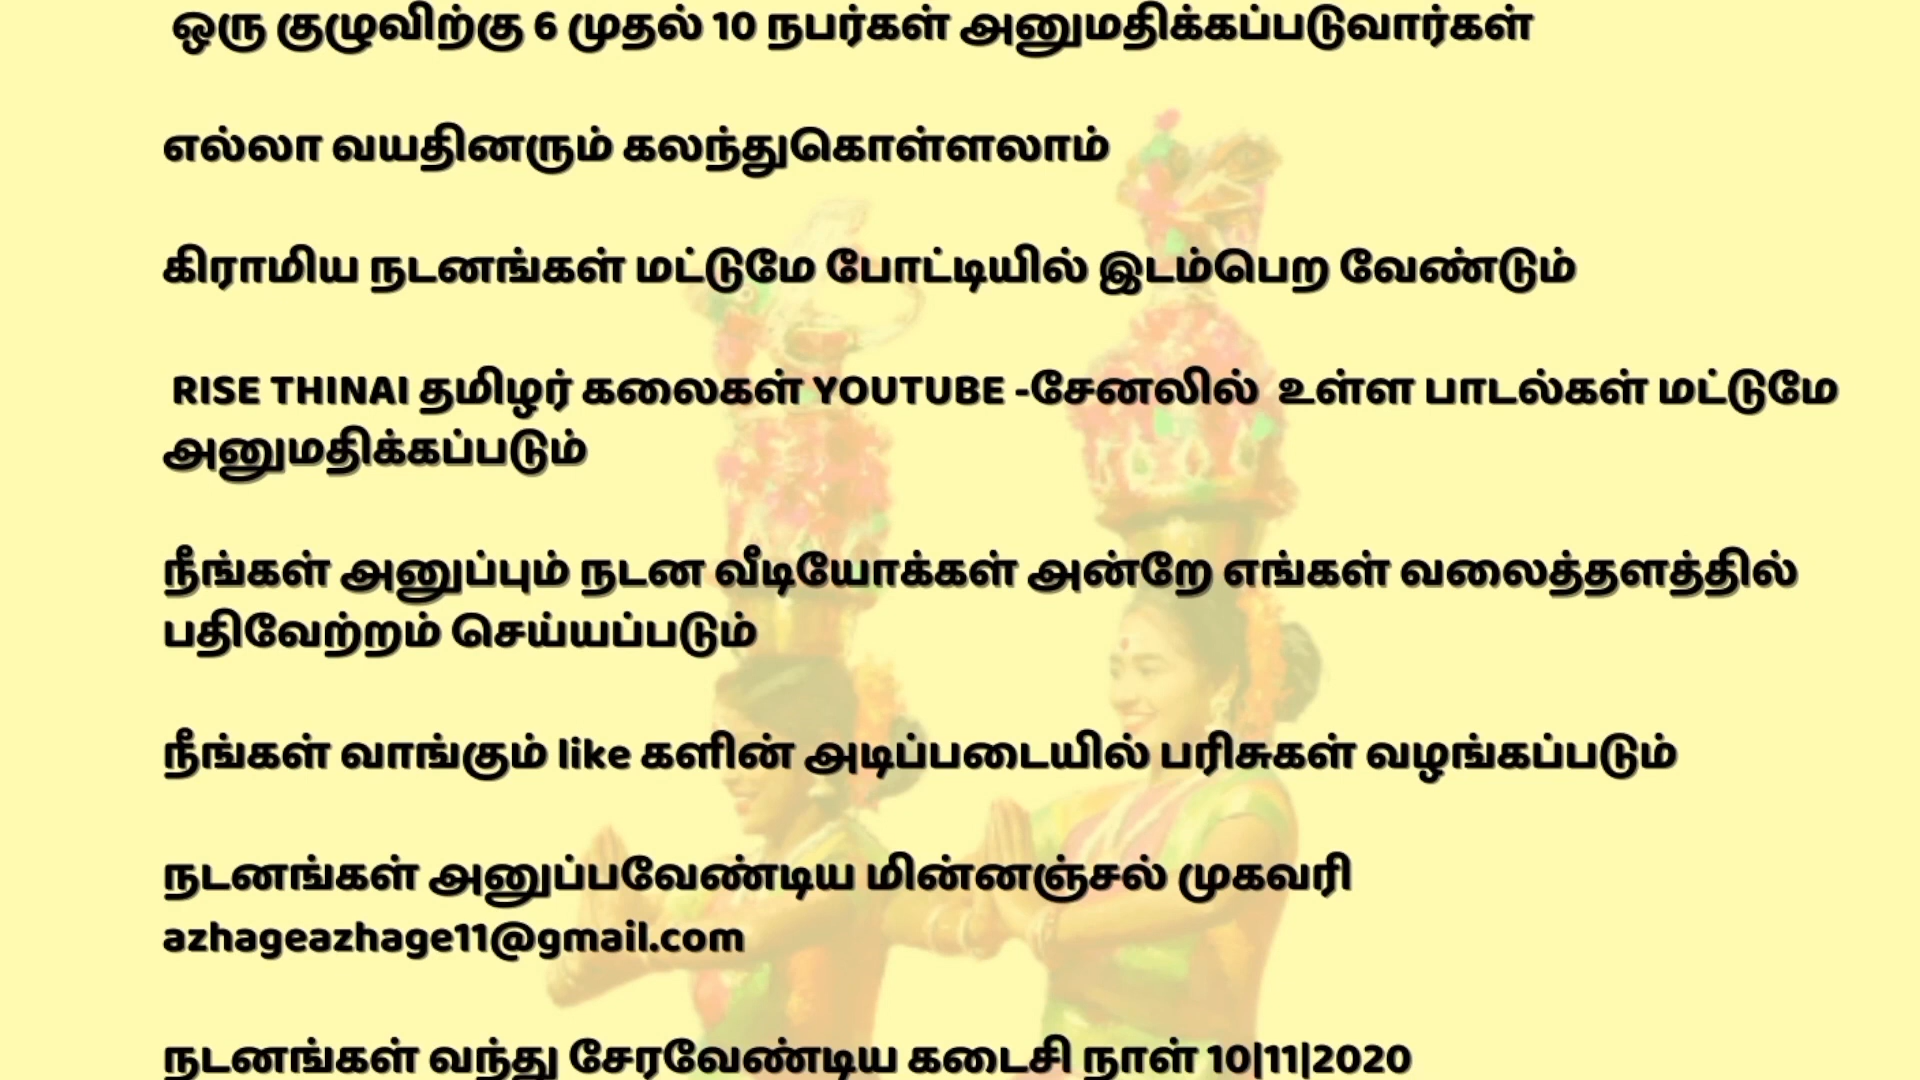 ஒரு குழுவிற்கு 6 முதல் 10 நபர்கள் அனுமதிக்கப்படுவார்கள்
எல்லா வயதினரும் கலந்துகொள்ளலாம்
கிராமிய நடனங்கள் மட்டுமே போட்டியில் இடம்பெற வேண்டும்
RISE THINAI தமிழர் கலைகள் YOUTUBE -சேனலில் உள்ள பாடல்கள் மட்டுமே
அனுமதிக்கப்படும்
நீங்கள் அனுப்பும் நடன வீடியோக்கள் அன்றே எங்கள் வலைத்தளத்தில்
பதிவேற்றம் செய்யப்படும்
நீங்கள் வாங்கும் like களின் அடிப்படையில் பரிசுகள் வழங்கப்படும்
நடனங்கள் அனுப்பவேண்டிய மின்னஞ்சல் முகவரி
azhageazhage11@gmail.com
நடனங்கள் வந்து சேரவேண்டிய கடைசி நாள் 10|11|2020